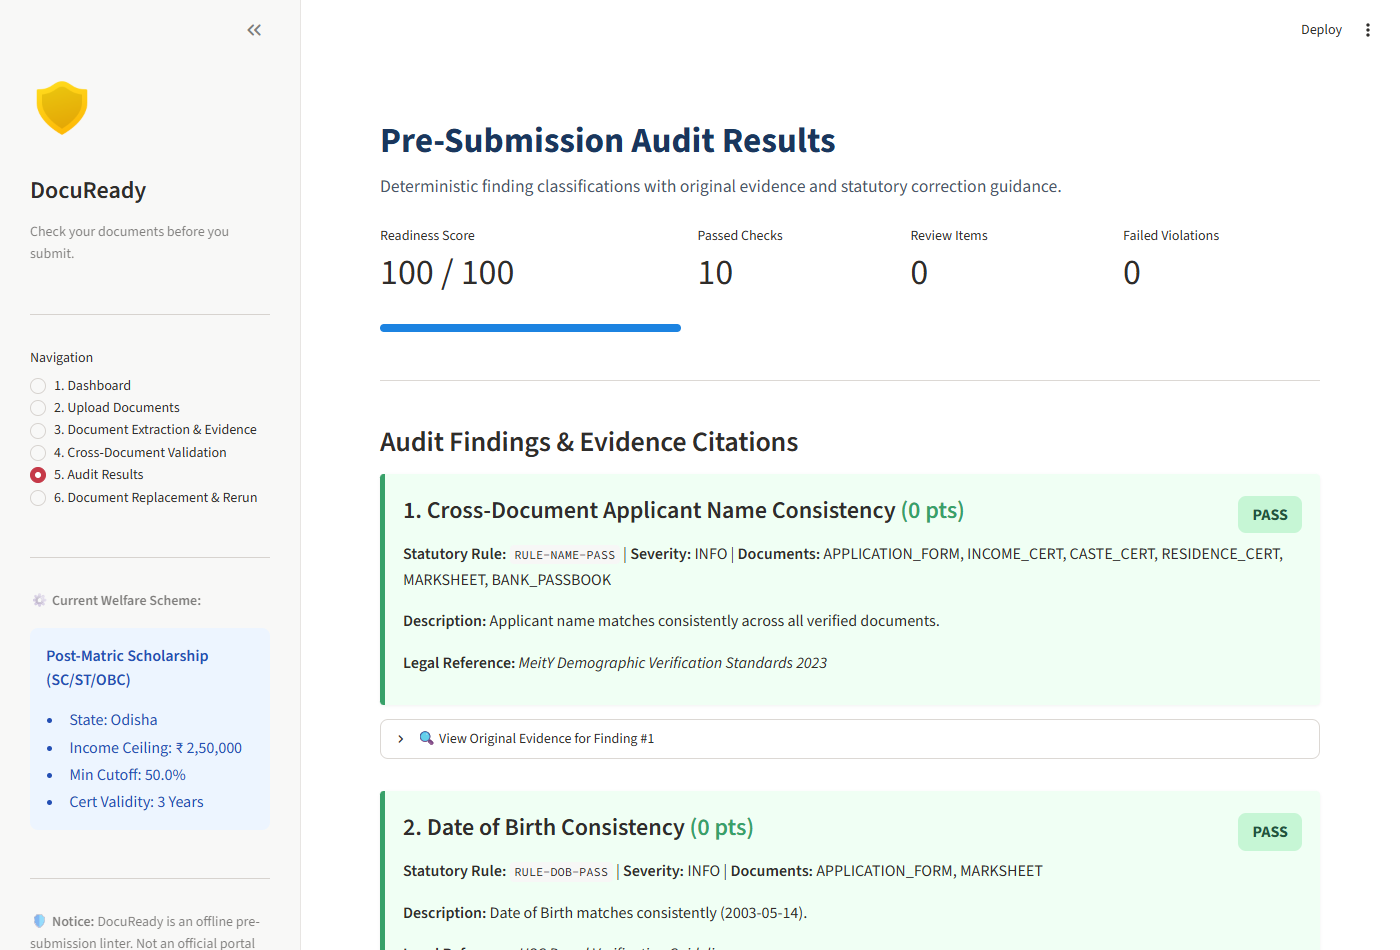 Deploy
DocuReady
Check your documents before you
submit.
Navigation
1. Dashboard
2. Upload Documents
3. Document Extraction & Evidence
4. Cross-Document Validation
5. Audit Results
6. Document Replacement & Rerun
Current Welfare Scheme:
Post-Matric Scholarship
(SC/ST/OBC)
• State: Odisha
• Income Ceiling: ₹ 2,50,000
• Min Cutoff: 50.0%
• Cert Validity: 3 Years
Notice: DocuReady is an offline pre-
submission linter. Not an official portal
Pre-Submission Audit Results
Deterministic finding classifications with original evidence and statutory correction guidance.
Readiness Score
100 / 100
Passed Checks
10
Review Items
0
Failed Violations
0
Audit Findings & Evidence Citations
1. Cross-Document Applicant Name Consistency (0 pts)
PASS
Statutory Rule: RULE-NAME-PASS | Severity: INFO | Documents: APPLICATION_FORM, INCOME_CERT, CASTE_CERT, RESIDENCE_CERT,
MARKSHEET, BANK_PASSBOOK
Description: Applicant name matches consistently across all verified documents.
Legal Reference: MeitY Demographic Verification Standards 2023
View Original Evidence for Finding #1
2. Date of Birth Consistency (0 pts)
PASS
Statutory Rule: RULE-DOB-PASS | Severity: INFO | Documents: APPLICATION_FORM, MARKSHEET
Description: Date of Birth matches consistently (2003-05-14).